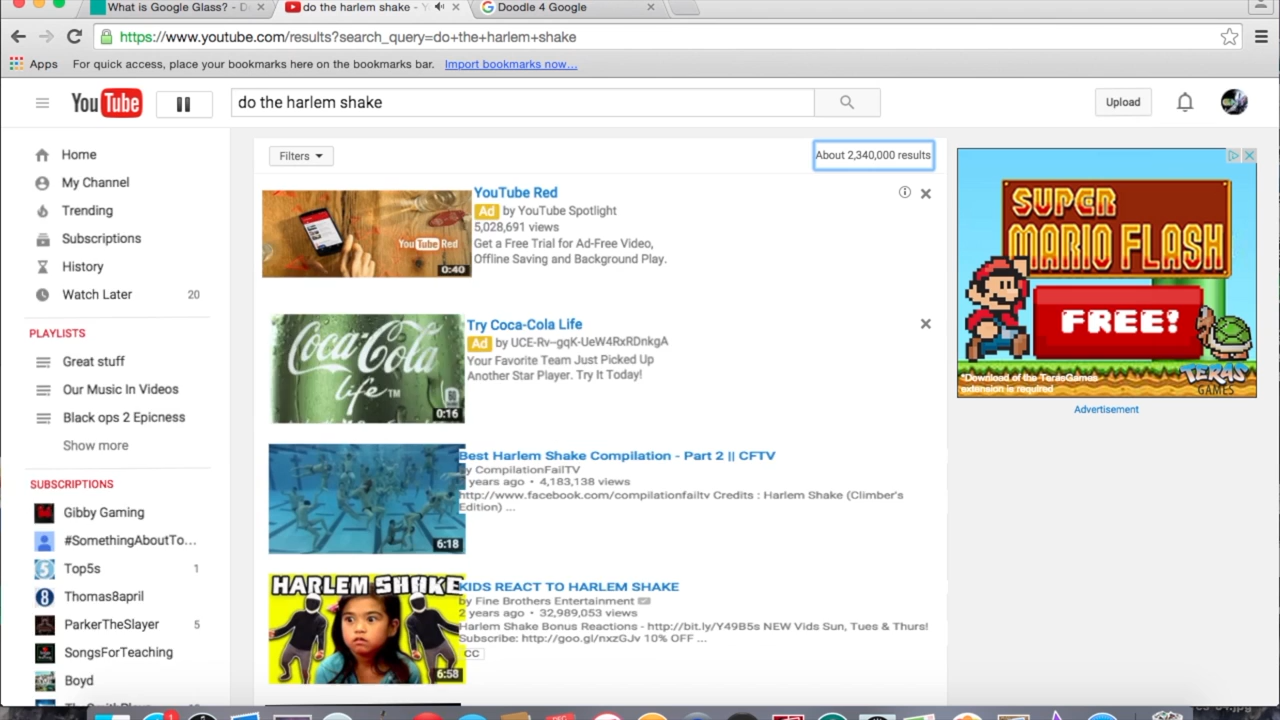 What is Google Glass? - D
do the harlem shake - Y
Doodle 4 Google
https://www.youtube.com/results?search_query=do+the+harlem+shake
Apps
For quick access, place your bookmarks here on the bookmarks bar.
Import bookmarks now...
YouTube
do the harlem shake
Upload
Home
My Channel
Trending
Subscriptions
History
Watch Later 20
PLAYLISTS
Great stuff
Our Music In Videos
Black ops 2 Epicness
Show more
SUBSCRIPTIONS
Gibby Gaming
#SomethingAboutTo...
Top5s 1
Thomas8april
ParkerTheSlayer 5
SongsForTeaching
Boyd
Filters
About 2,340,000 results
YouTube Red
Ad by YouTube Spotlight
5,028,691 views
Get a Free Trial for Ad-Free Video,
Offline Saving and Background Play.
YouTube Red
0:40
Try Coca-Cola Life
Ad by UCE-Rv--gqK-UeW4RxRDnkgA
Your Favorite Team Just Picked Up
Another Star Player. Try It Today!
Coca-Cola
life™
0:16
Best Harlem Shake Compilation - Part 2 || CFTV
y CompilationFailTV
years ago • 4,183,138 views
http://www.facebook.com/compilationfailtv Credits : Harlem Shake (Climber's
Edition) ...
6:18
HARLEM SHAKE
KIDS REACT TO HARLEM SHAKE
by Fine Brothers Entertainment
2 years ago • 32,989,053 views
Harlem Shake Bonus Reactions - http://bit.ly/Y49B5s NEW Vids Sun, Tues & Thurs!
Subscribe: http://goo.gl/nxzGJv 10% OFF ...
CC
6:58
SUPER
MARIO FLASH
FREE!
*Download of the TerasGames
extension is required
TERAS
GAMES
Advertisement